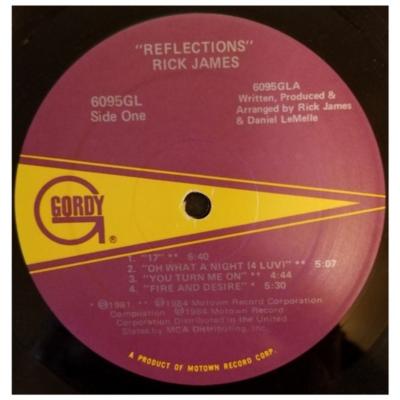 "REFLECTIONS"
RICK JAMES
6095GL
Side One
6095GLA
Written, Produced &
Arranged by Rick James
& Daniel LeMelle
GORDY
®
1. "17" ** 6:40
2. "OH WHAT A NIGHT (4 LUV)" ** 5:07
3. "YOU TURN ME ON" ** 4:44
4. "FIRE AND DESIRE" * 5:30
* ℗1981. ** ℗1984 Motown Record Corporation
Compilation ℗ 1984 Motown Record
Corporation Distributed in the United
States by MCA Distributing, Inc.
A PRODUCT OF MOTOWN RECORD CORP.